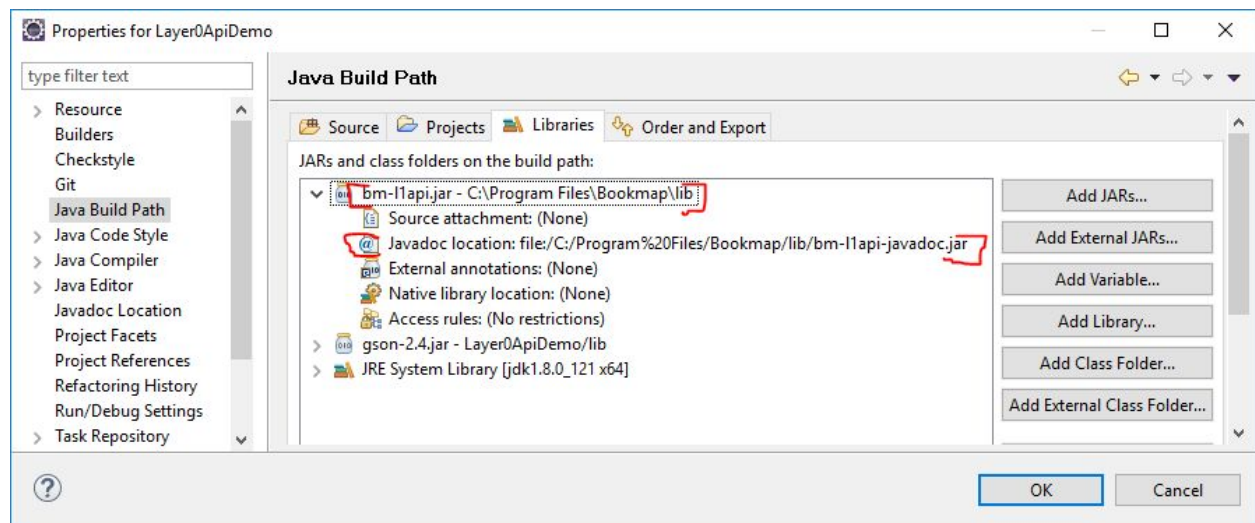 Properties for Layer0ApiDemo
type filter text
Resource
Builders
Checkstyle
Git
Java Build Path
Java Code Style
Java Compiler
Java Editor
Javadoc Location
Project Facets
Project References
Refactoring History
Run/Debug Settings
Task Repository
Java Build Path
Source
Projects
Libraries
Order and Export
JARs and class folders on the build path:
bm-l1api.jar - C:\Program Files\Bookmap\lib
Source attachment: (None)
Javadoc location: file:/C:/Program%20Files/Bookmap/lib/bm-l1api-javadoc.jar
External annotations: (None)
Native library location: (None)
Access rules: (No restrictions)
gson-2.4.jar - Layer0ApiDemo/lib
JRE System Library [jdk1.8.0_121 x64]
Add JARs...
Add External JARs...
Add Variable...
Add Library...
Add Class Folder...
Add External Class Folder...
OK
Cancel